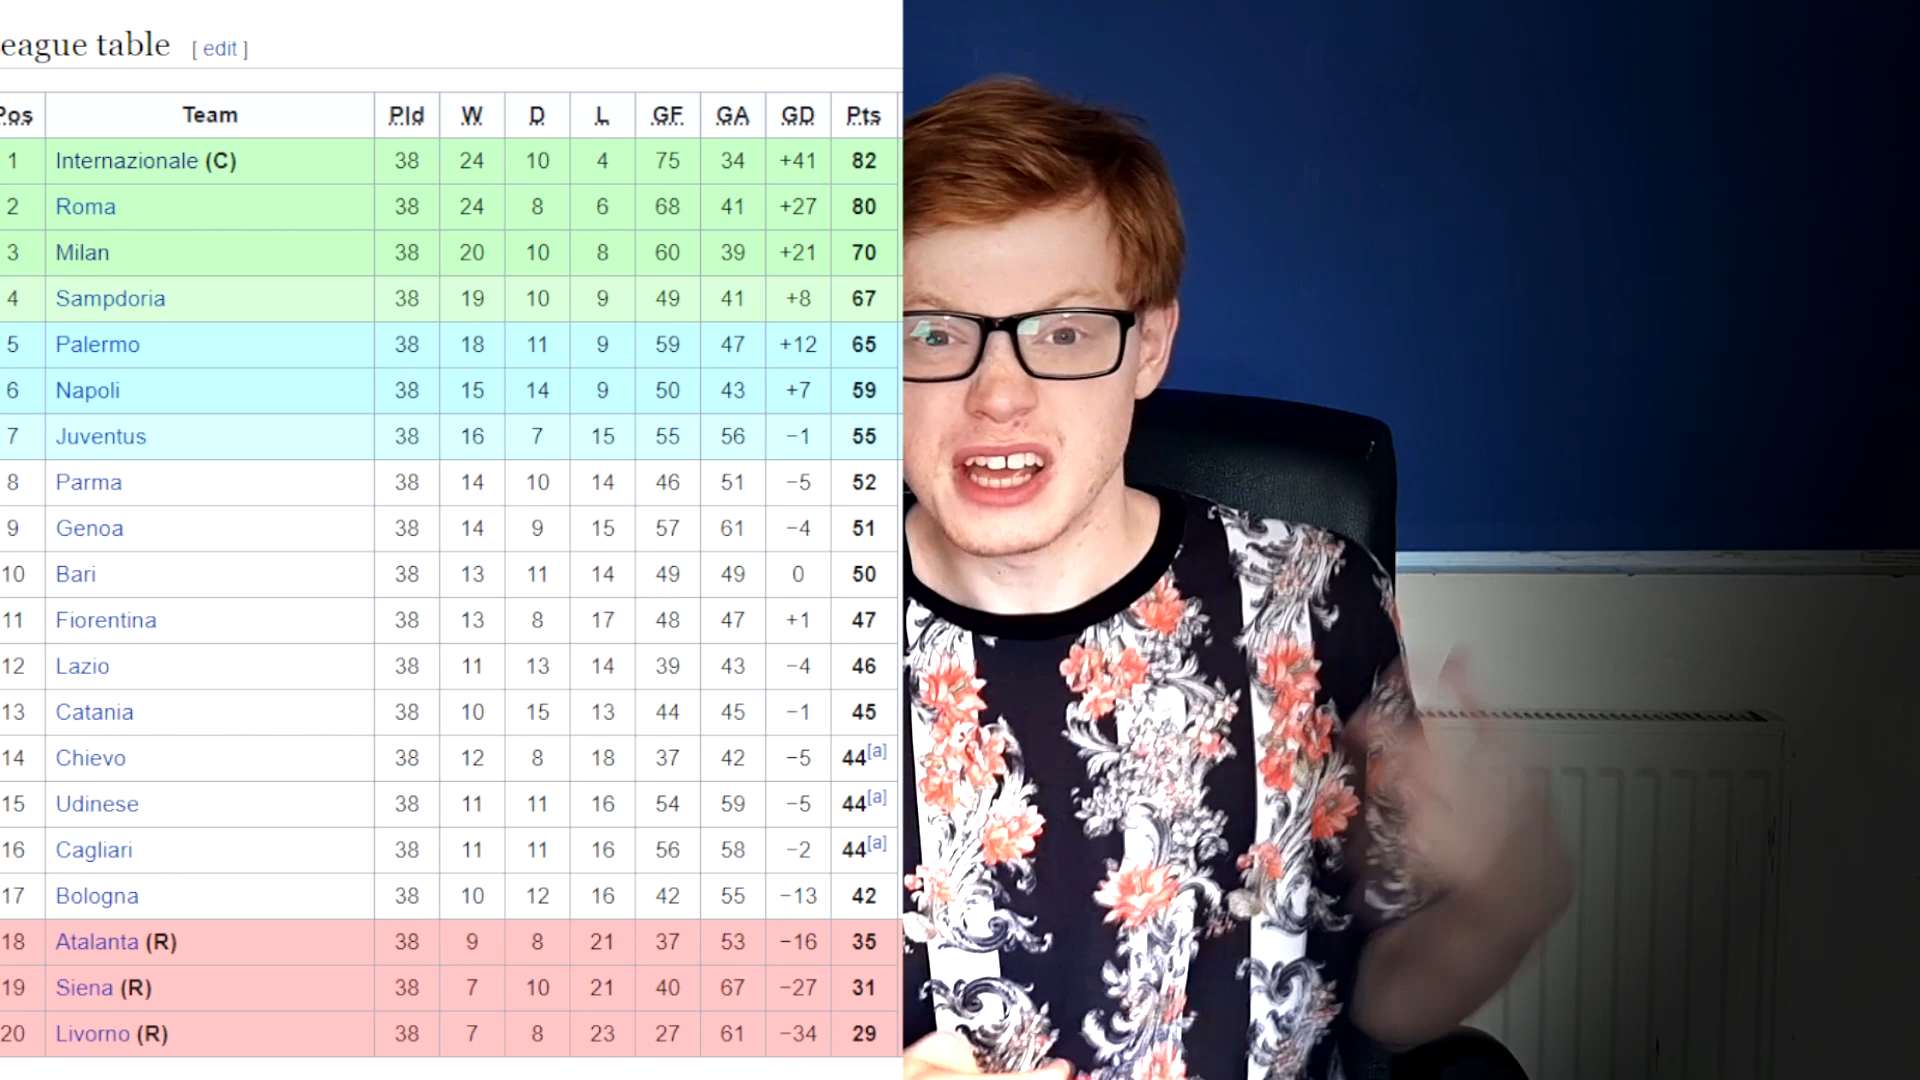 eague table [ edit ]
Pos Team Pld W D L GF GA GD Pts
1 Internazionale (C) 38 24 10 4 75 34 +41 82
2 Roma 38 24 8 6 68 41 +27 80
3 Milan 38 20 10 8 60 39 +21 70
4 Sampdoria 38 19 10 9 49 41 +8 67
5 Palermo 38 18 11 9 59 47 +12 65
6 Napoli 38 15 14 9 50 43 +7 59
7 Juventus 38 16 7 15 55 56 −1 55
8 Parma 38 14 10 14 46 51 −5 52
9 Genoa 38 14 9 15 57 61 −4 51
10 Bari 38 13 11 14 49 49 0 50
11 Fiorentina 38 13 8 17 48 47 +1 47
12 Lazio 38 11 13 14 39 43 −4 46
13 Catania 38 10 15 13 44 45 −1 45
14 Chievo 38 12 8 18 37 42 −5 44[a]
15 Udinese 38 11 11 16 54 59 −5 44[a]
16 Cagliari 38 11 11 16 56 58 −2 44[a]
17 Bologna 38 10 12 16 42 55 −13 42
18 Atalanta (R) 38 9 8 21 37 53 −16 35
19 Siena (R) 38 7 10 21 40 67 −27 31
20 Livorno (R) 38 7 8 23 27 61 −34 29